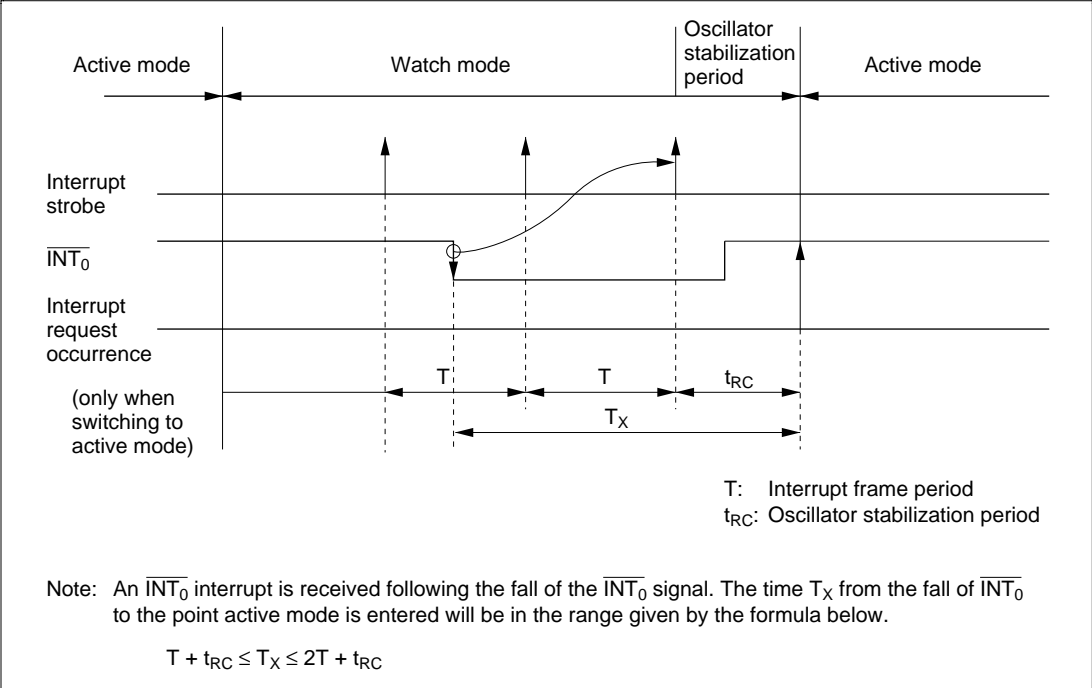 Active mode
Watch mode
Oscillator
stabilization
period
Active mode
Interrupt
strobe
INT0
Interrupt
request
occurrence
(only when
switching to
active mode)
T
T
tRC
TX
T: Interrupt frame period
tRC: Oscillator stabilization period
Note: An INT0 interrupt is received following the fall of the INT0 signal. The time TX from the fall of INT0
to the point active mode is entered will be in the range given by the formula below.
T + tRC ≤ TX ≤ 2T + tRC